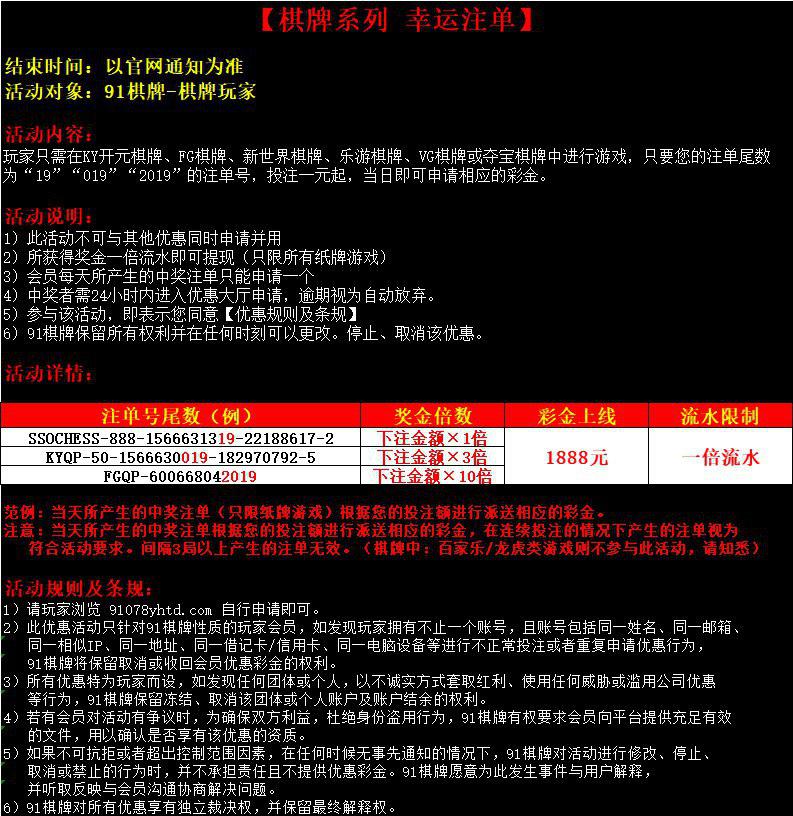 【棋牌系列 幸运注单】
结束时间：以官网通知为准
活动对象：91棋牌-棋牌玩家
活动内容：
玩家只需在KY开元棋牌、FG棋牌、新世界棋牌、乐游棋牌、VG棋牌或夺宝棋牌中进行游戏，只要您的注单尾数
为“19”“019”“2019”的注单号，投注一元起，当日即可申请相应的彩金。
活动说明：
1）此活动不可与其他优惠同时申请并用
2）所获得奖金一倍流水即可提现（只限所有纸牌游戏）
3）会员每天所产生的中奖注单只能申请一个
4）中奖者需24小时内进入优惠大厅申请，逾期视为自动放弃。
5）参与该活动，即表示您同意【优惠规则及条规】
6）91棋牌保留所有权利并在任何时刻可以更改。停止、取消该优惠。
活动详情：
注单号尾数（例） 奖金倍数 彩金上线 流水限制
SSOCHESS-888-1566631319-22188617-2 下注金额×1倍
KYQP-50-1566630019-182970792-5 下注金额×3倍 1888元 一倍流水
FGQP-600668042019 下注金额×10倍
范例：当天所产生的中奖注单（只限纸牌游戏）根据您的投注额进行派送相应的彩金。
注意：当天所产生的中奖注单根据您的投注额进行派送相应的彩金，在连续投注的情况下产生的注单视为
符合活动要求。间隔3局以上产生的注单无效。（棋牌中：百家乐/龙虎类游戏则不参与此活动，请知悉）
活动规则及条规：
1）请玩家浏览 91078yhtd.com 自行申请即可。
2）此优惠活动只针对91棋牌性质的玩家会员，如发现玩家拥有不止一个账号，且账号包括同一姓名、同一邮箱、
同一相似IP、同一地址、同一借记卡/信用卡、同一电脑设备等进行不正常投注或者重复申请优惠行为，
91棋牌将保留取消或收回会员优惠彩金的权利。
3）所有优惠特为玩家而设，如发现任何团体或个人，以不诚实方式套取红利、使用任何威胁或滥用公司优惠
等行为，91棋牌保留冻结、取消该团体或个人账户及账户结余的权利。
4）若有会员对活动有争议时，为确保双方利益，杜绝身份盗用行为，91棋牌有权要求会员向平台提供充足有效
的文件，用以确认是否享有该优惠的资质。
5）如果不可抗拒或者超出控制范围因素，在任何时候无事先通知的情况下，91棋牌对活动进行修改、停止、
取消或禁止的行为时，并不承担责任且不提供优惠彩金。91棋牌愿意为此发生事件与用户解释，
并听取反映与会员沟通协商解决问题。
6）91棋牌对所有优惠享有独立裁决权，并保留最终解释权。